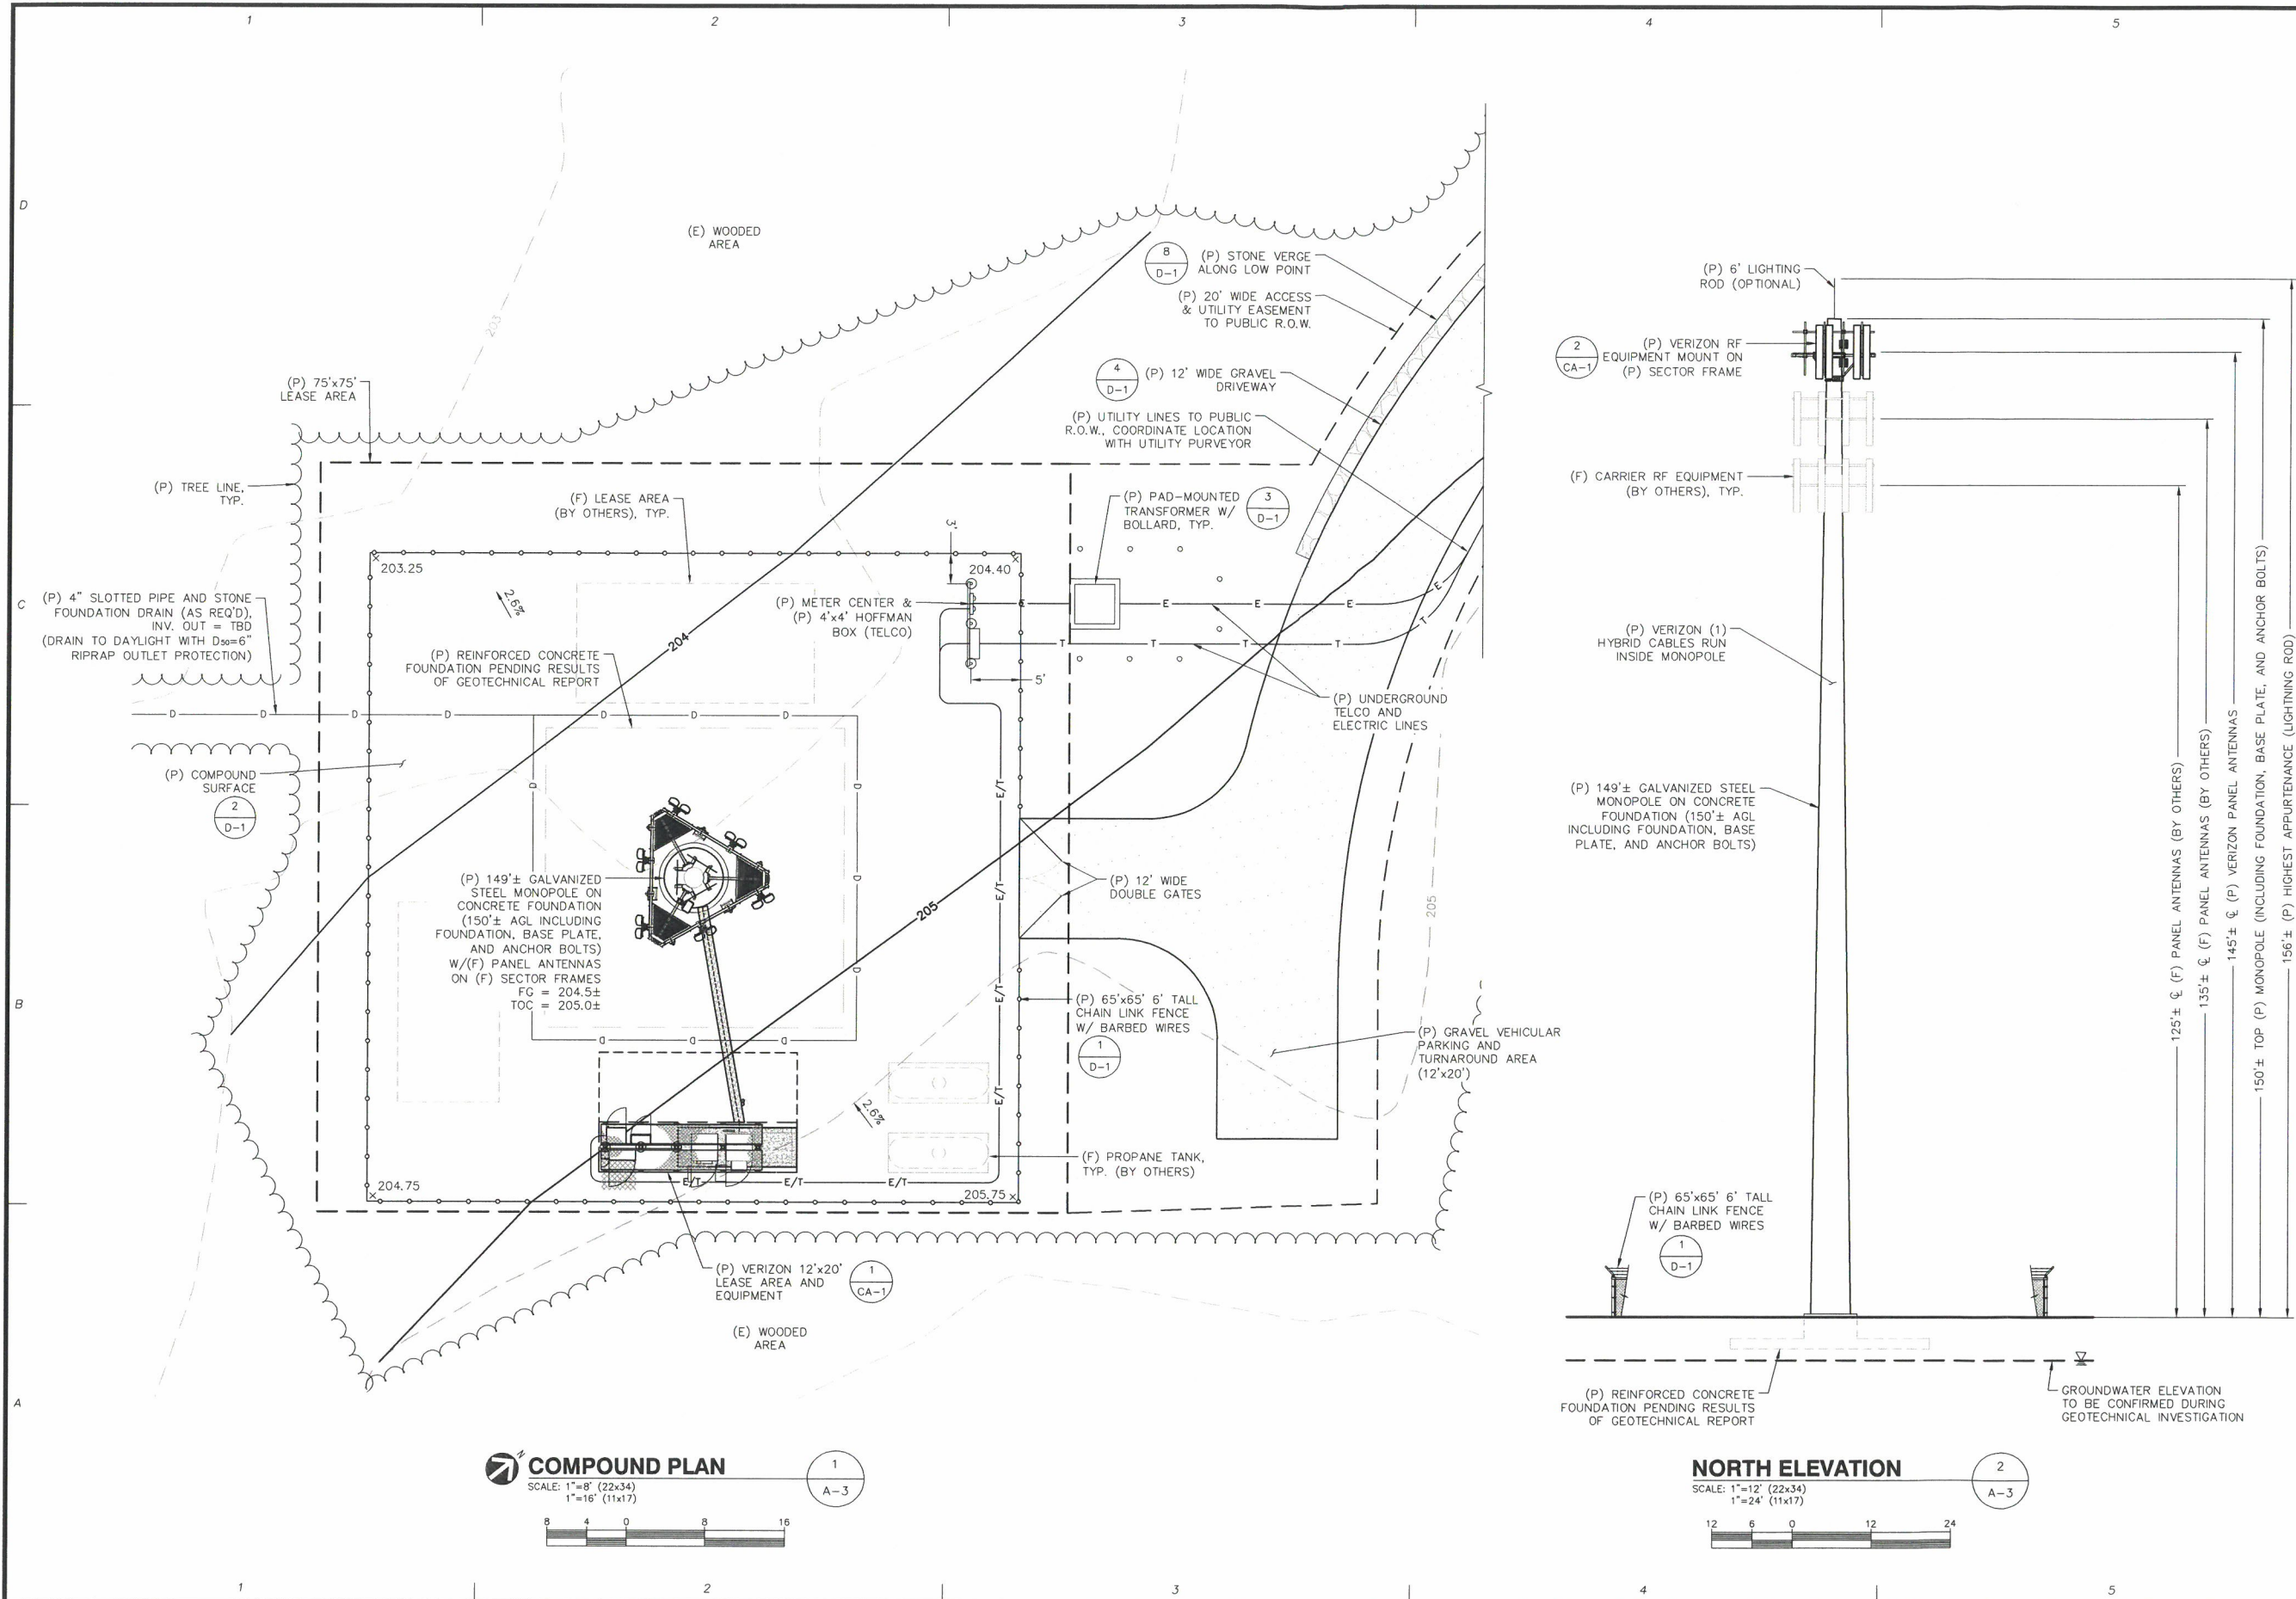 1
2
3
4
5
D
C
B
A
(E) WOODED
AREA
203
8
D-1
(P) STONE VERGE
ALONG LOW POINT
(P) 20' WIDE ACCESS
& UTILITY EASEMENT
TO PUBLIC R.O.W.
4
D-1
(P) 12' WIDE GRAVEL
DRIVEWAY
(P) UTILITY LINES TO PUBLIC
R.O.W., COORDINATE LOCATION
WITH UTILITY PURVEYOR
(P) 75'x75'
LEASE AREA
(P) TREE LINE,
TYP.
(F) LEASE AREA
(BY OTHERS), TYP.
(P) PAD-MOUNTED
TRANSFORMER W/
BOLLARD, TYP.
3
D-1
3'
203.25
204.40
2.6%
(P) 4" SLOTTED PIPE AND STONE
FOUNDATION DRAIN (AS REQ'D),
INV. OUT = TBD
(DRAIN TO DAYLIGHT WITH D50=6"
RIPRAP OUTLET PROTECTION)
(P) METER CENTER &
(P) 4'x4' HOFFMAN
BOX (TELCO)
E E E E E
T T T T T
204
(P) REINFORCED CONCRETE
FOUNDATION PENDING RESULTS
OF GEOTECHNICAL REPORT
5'
(P) UNDERGROUND
TELCO AND
ELECTRIC LINES
D D D D D D D
(P) COMPOUND
SURFACE
2
D-1
D
D
E/T
D
D
E/T
(P) 149'± GALVANIZED
STEEL MONOPOLE ON
CONCRETE FOUNDATION
(150'± AGL INCLUDING
FOUNDATION, BASE PLATE,
AND ANCHOR BOLTS)
W/(F) PANEL ANTENNAS
ON (F) SECTOR FRAMES
FG = 204.5±
TOC = 205.0±
(P) 12' WIDE
DOUBLE GATES
205
205
E/T
(P) 65'x65' 6' TALL
CHAIN LINK FENCE
W/ BARBED WIRES
1
D-1
D D D
(P) GRAVEL VEHICULAR
PARKING AND
TURNAROUND AREA
(12'x20')
E/T
2.6%
(F) PROPANE TANK,
TYP. (BY OTHERS)
204.75
E/T E/T E/T
205.75
(P) VERIZON 12'x20'
LEASE AREA AND
EQUIPMENT
1
CA-1
(E) WOODED
AREA
N
COMPOUND PLAN
SCALE: 1"=8' (22x34)
1"=16' (11x17)
1
A-3
8 4 0 8 16
(P) 6' LIGHTING
ROD (OPTIONAL)
2
CA-1
(P) VERIZON RF
EQUIPMENT MOUNT ON
(P) SECTOR FRAME
(F) CARRIER RF EQUIPMENT
(BY OTHERS), TYP.
(P) VERIZON (1)
HYBRID CABLES RUN
INSIDE MONOPOLE
(P) 149'± GALVANIZED STEEL
MONOPOLE ON CONCRETE
FOUNDATION (150'± AGL
INCLUDING FOUNDATION, BASE
PLATE, AND ANCHOR BOLTS)
125'± ℄ (F) PANEL ANTENNAS (BY OTHERS)
135'± ℄ (F) PANEL ANTENNAS (BY OTHERS)
145'± ℄ (P) VERIZON PANEL ANTENNAS
150'± TOP (P) MONOPOLE (INCLUDING FOUNDATION, BASE PLATE, AND ANCHOR BOLTS)
156'± (P) HIGHEST APPURTENANCE (LIGHTNING ROD)
(P) 65'x65' 6' TALL
CHAIN LINK FENCE
W/ BARBED WIRES
1
D-1
(P) REINFORCED CONCRETE
FOUNDATION PENDING RESULTS
OF GEOTECHNICAL REPORT
GROUNDWATER ELEVATION
TO BE CONFIRMED DURING
GEOTECHNICAL INVESTIGATION
NORTH ELEVATION
SCALE: 1"=12' (22x34)
1"=24' (11x17)
2
A-3
12 6 0 12 24
1
2
3
4
5